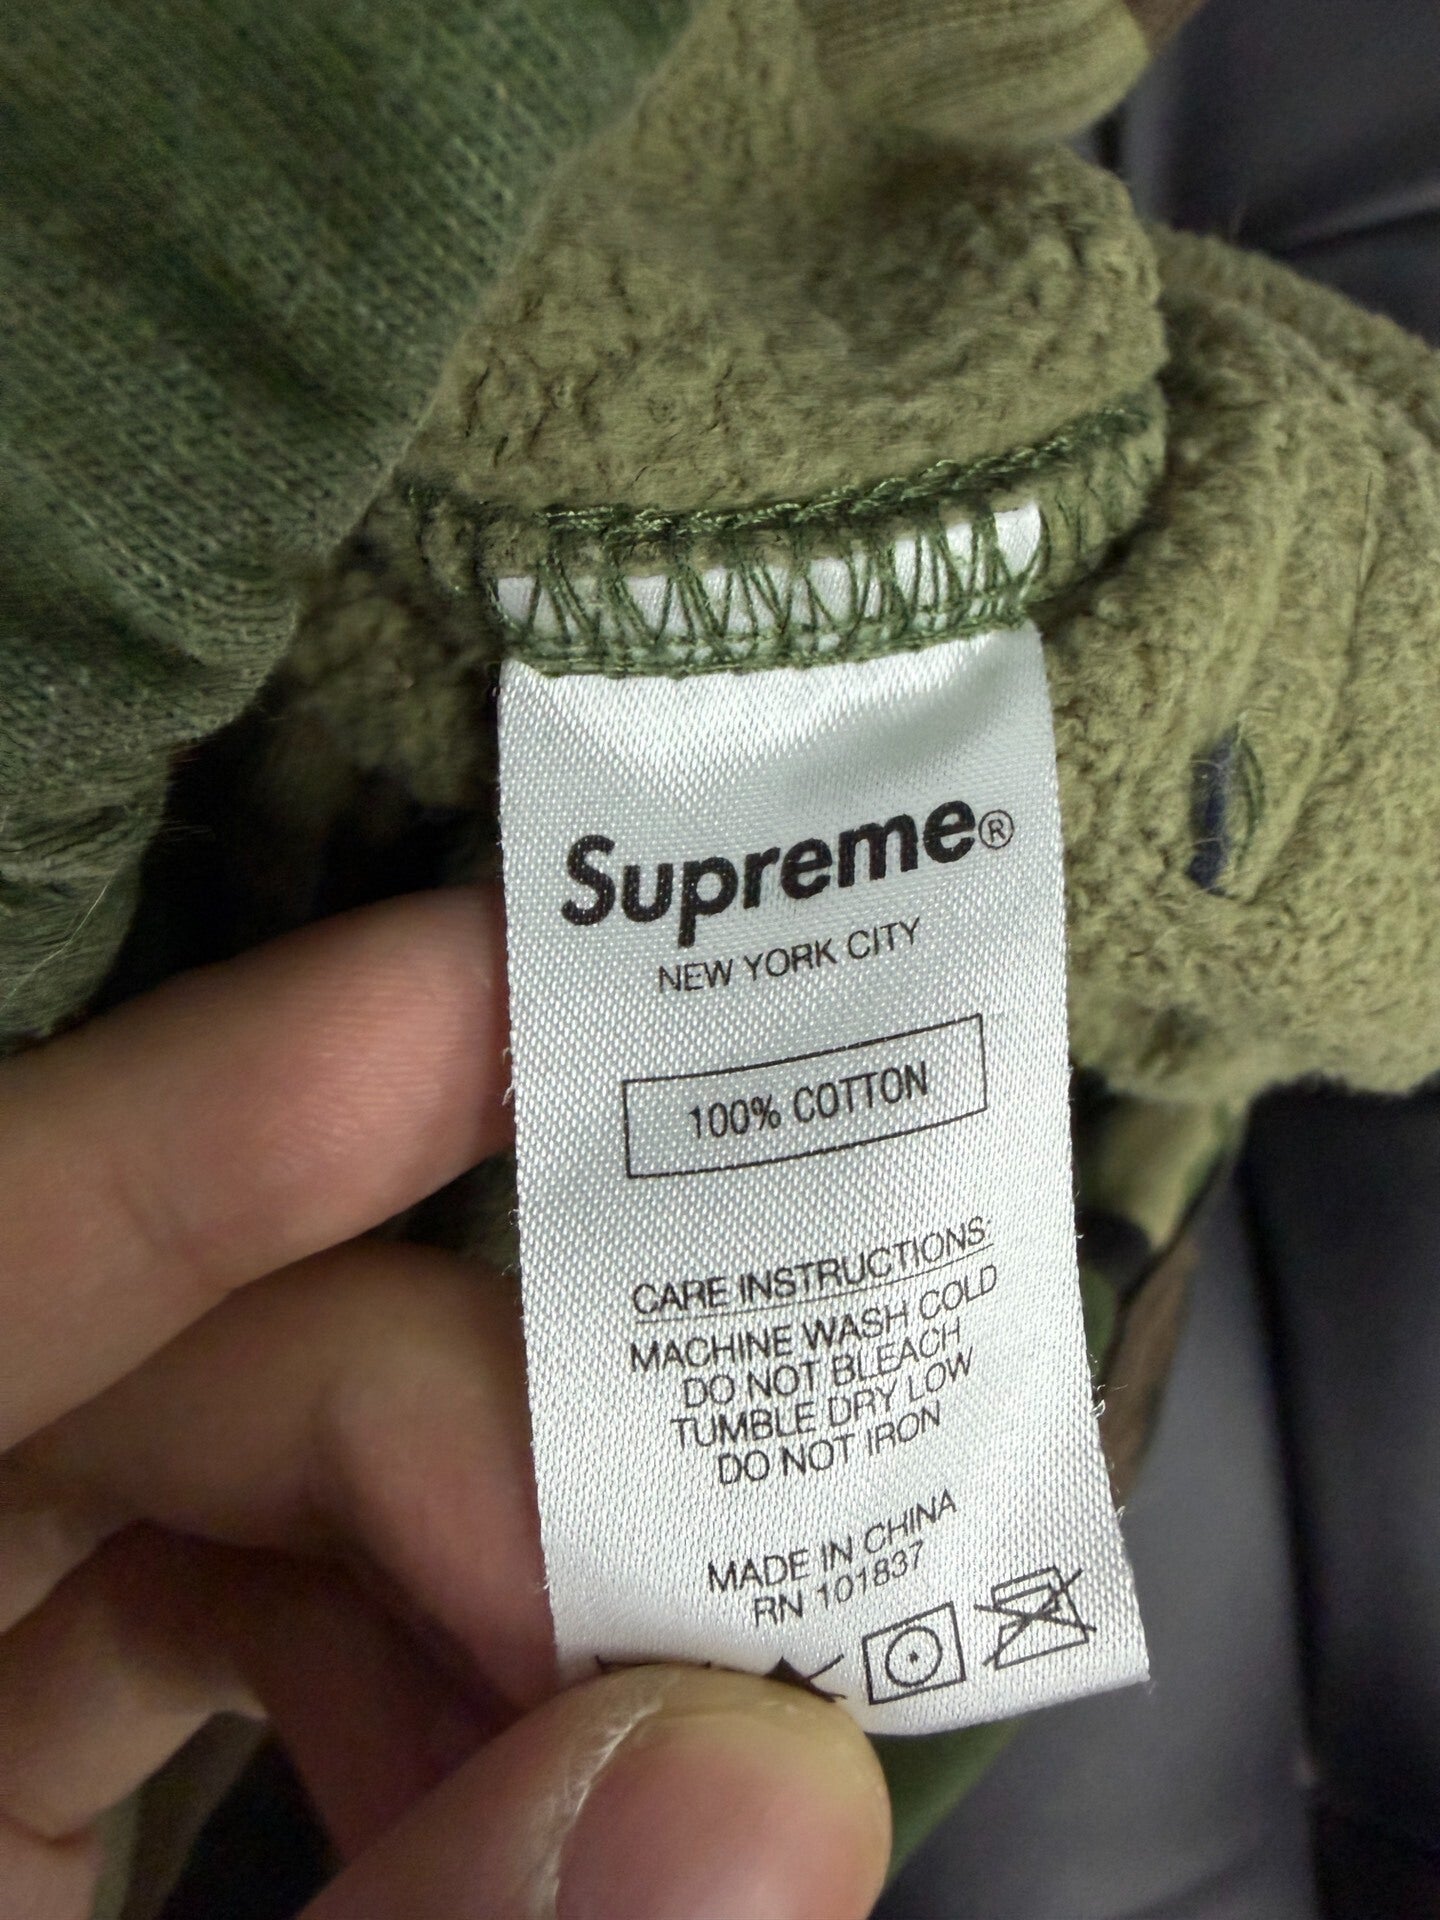 Supreme®
NEW YORK CITY
100% COTTON
CARE INSTRUCTIONS
MACHINE WASH COLD
DO NOT BLEACH
TUMBLE DRY LOW
DO NOT IRON
MADE IN CHINA
RN 101837